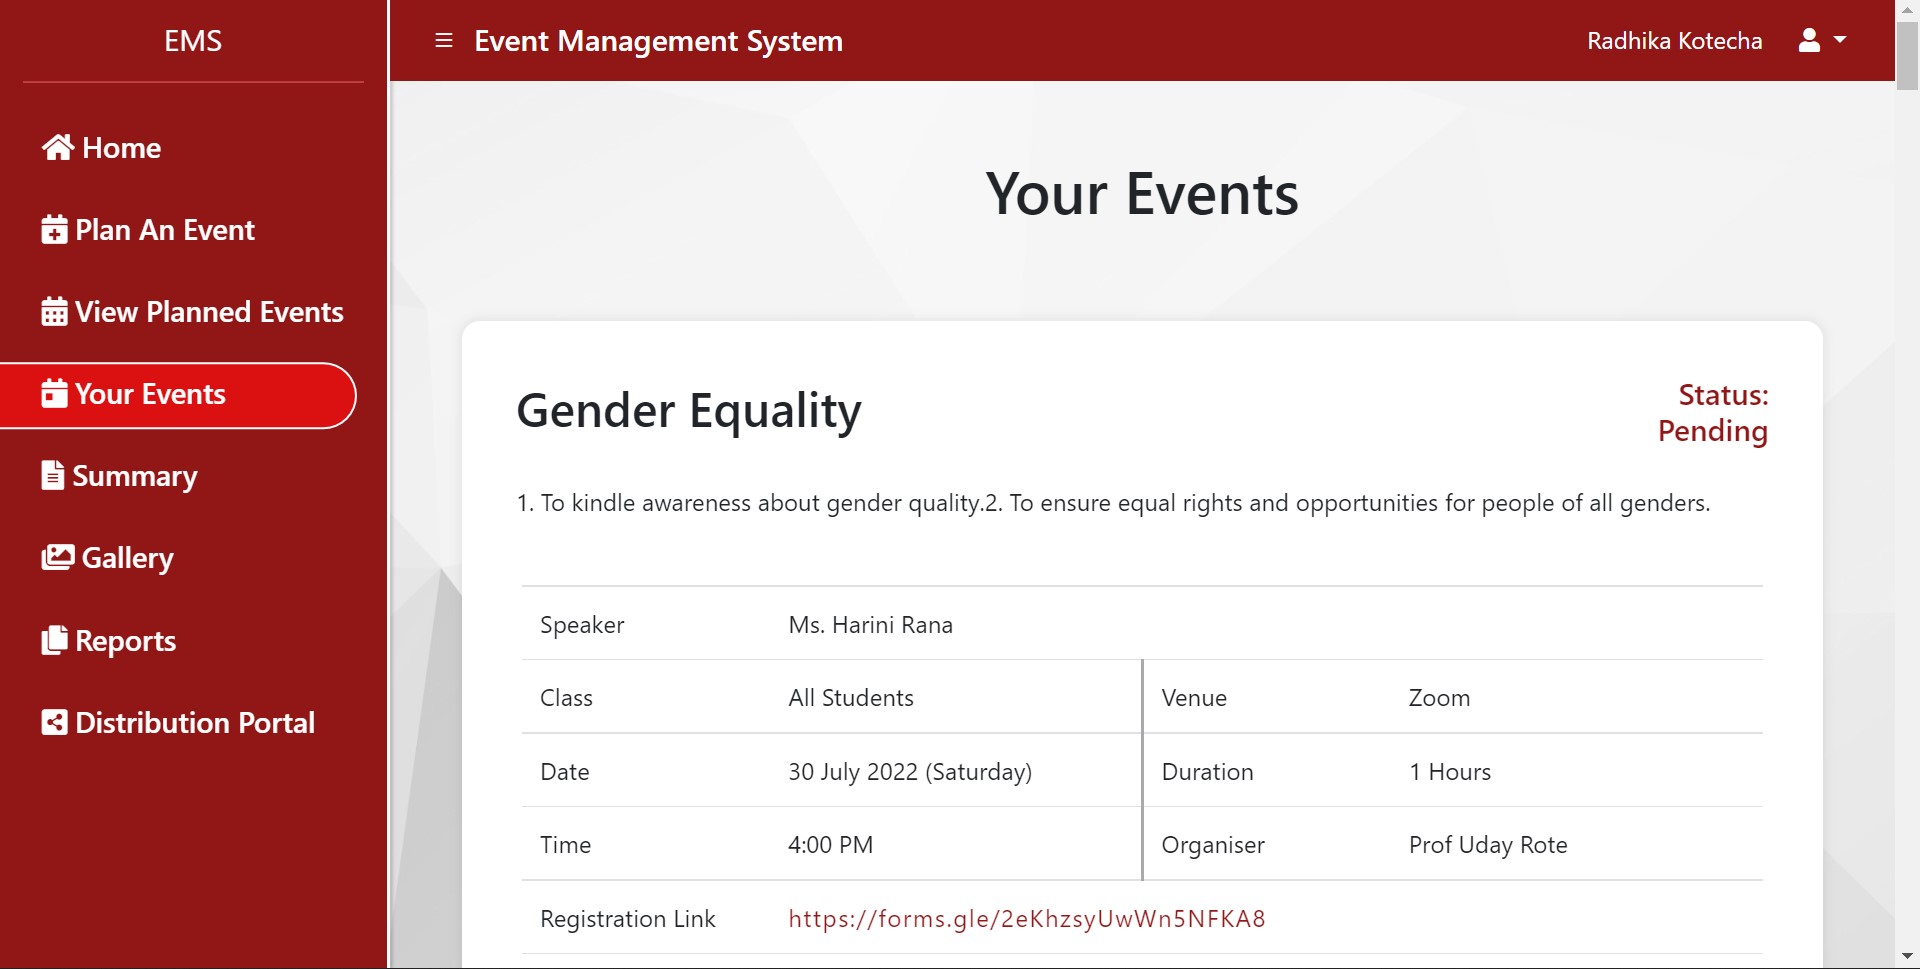 EMS
Event Management System
Radhika Kotecha
Home
Plan An Event
View Planned Events
Your Events
Summary
Gallery
Reports
Distribution Portal
Your Events
Gender Equality
Status:
Pending
1. To kindle awareness about gender quality.2. To ensure equal rights and opportunities for people of all genders.
Speaker Ms. Harini Rana
Class All Students Venue Zoom
Date 30 July 2022 (Saturday) Duration 1 Hours
Time 4:00 PM Organiser Prof Uday Rote
Registration Link https://forms.gle/2eKhzsyUwWn5NFKA8